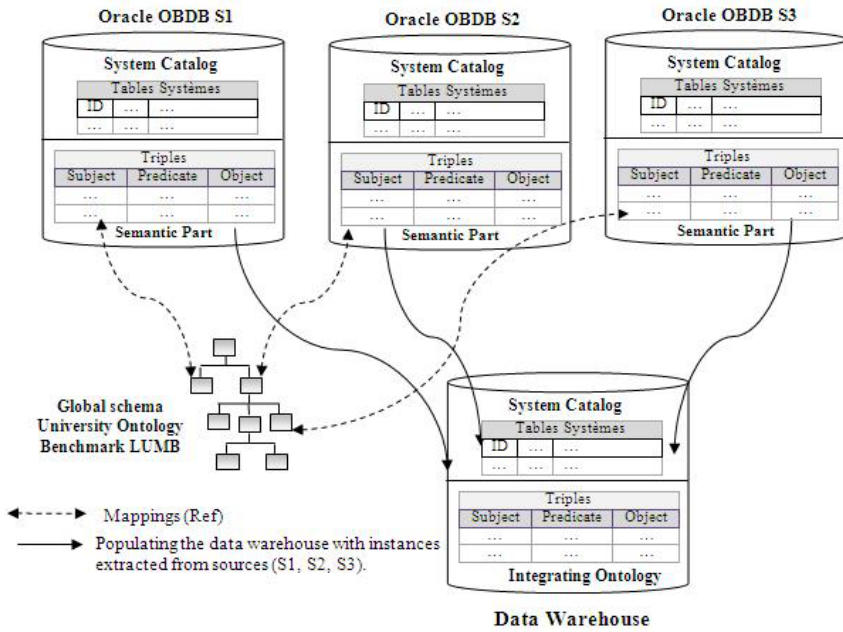 Oracle OBDB S1
Oracle OBDB S2
Oracle OBDB S3
System Catalog
Tables Systèmes
ID ... ...
... ... ...
Triples
Subject Predicate Object
... ... ...
... ... ...
Semantic Part
System Catalog
Tables Systèmes
ID ... ...
... ... ...
Triples
Subject Predicate Object
... ... ...
... ... ...
Semantic Part
System Catalog
Tables Systèmes
ID ... ...
... ... ...
Triples
Subject Predicate Object
... ... ...
... ... ...
Semantic Part
Global schema
University Ontology
Benchmark LUMB
System Catalog
Tables Systèmes
ID ... ...
... ... ...
Triples
Subject Predicate Object
... ... ...
... ... ...
Integrating Ontology
Data Warehouse
Mappings (Ref)
Populating the data warehouse with instances
extracted from sources (S1, S2, S3).